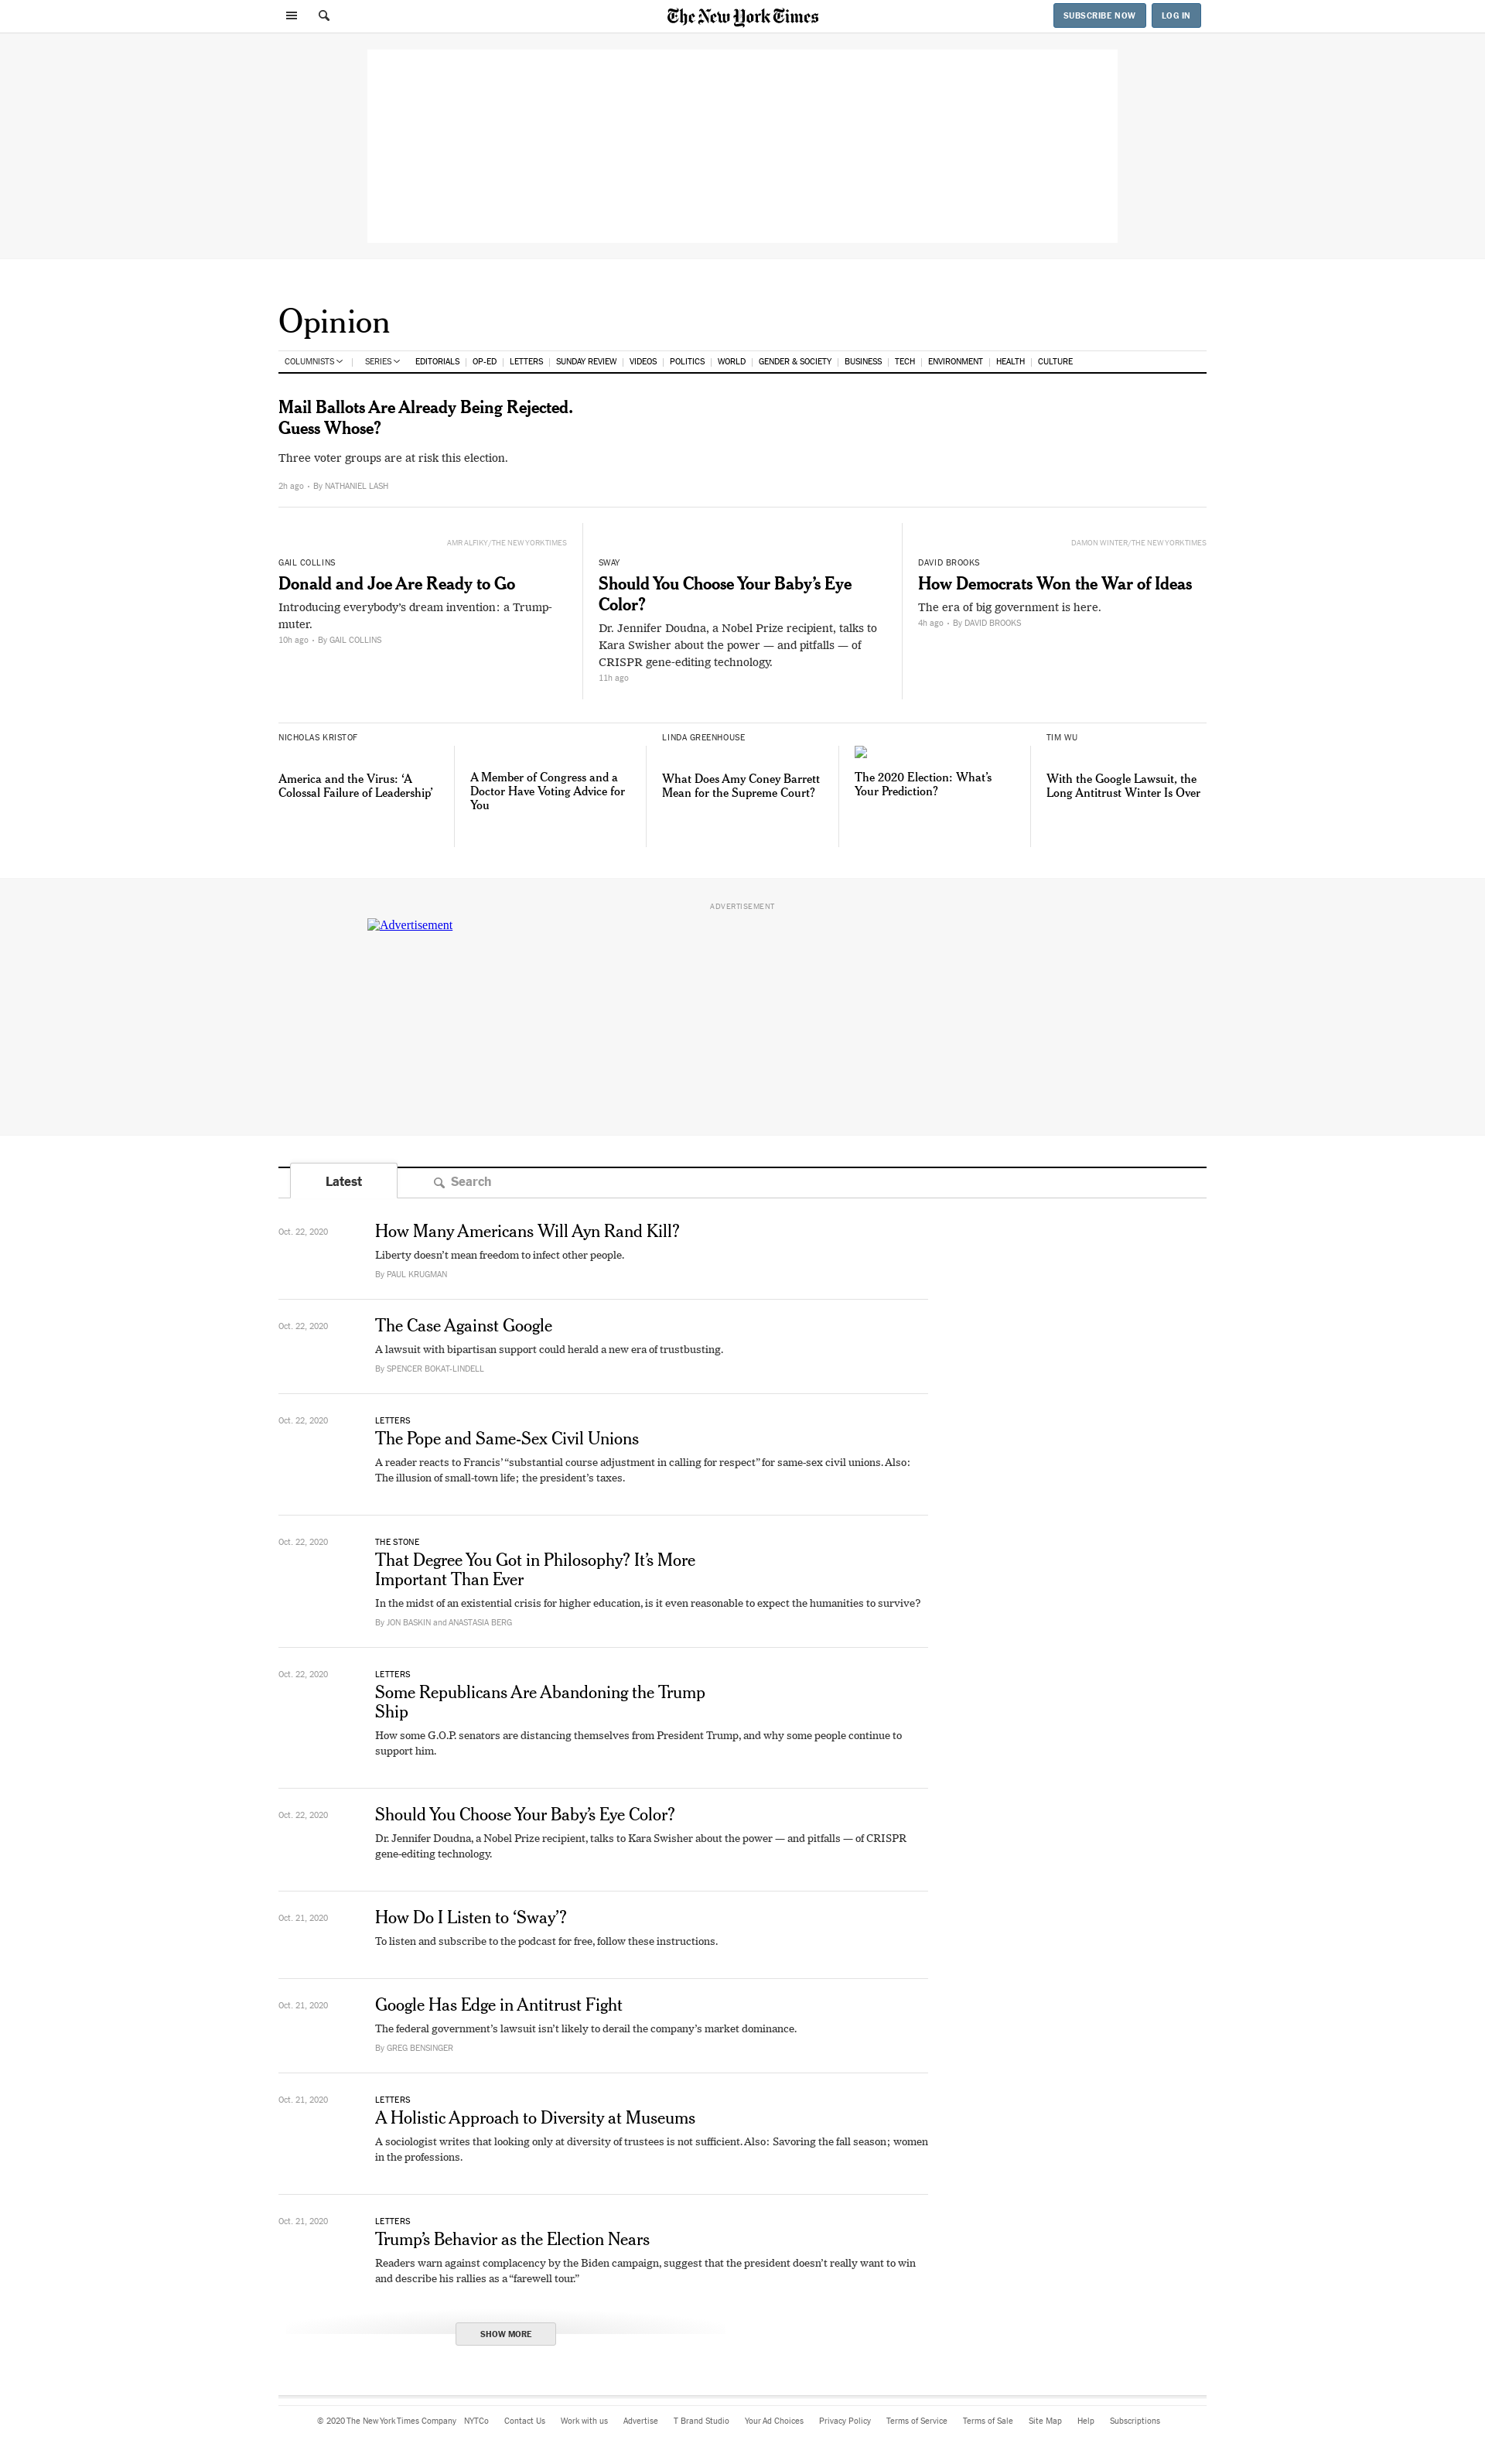 The New York Times
SUBSCRIBE NOW
LOG IN
Opinion
COLUMNISTS
SERIES
EDITORIALS
OP-ED
LETTERS
SUNDAY REVIEW
VIDEOS
POLITICS
WORLD
GENDER & SOCIETY
BUSINESS
TECH
ENVIRONMENT
HEALTH
CULTURE
Mail Ballots Are Already Being Rejected.
Guess Whose?
Three voter groups are at risk this election.
2h ago • By NATHANIEL LASH
AMR ALFIKY/THE NEW YORK TIMES
GAIL COLLINS
Donald and Joe Are Ready to Go
Introducing everybody’s dream invention: a Trump-
muter.
10h ago • By GAIL COLLINS
SWAY
Should You Choose Your Baby’s Eye
Color?
Dr. Jennifer Doudna, a Nobel Prize recipient, talks to
Kara Swisher about the power — and pitfalls — of
CRISPR gene-editing technology.
11h ago
DAMON WINTER/THE NEW YORK TIMES
DAVID BROOKS
How Democrats Won the War of Ideas
The era of big government is here.
4h ago • By DAVID BROOKS
NICHOLAS KRISTOF
America and the Virus: ‘A
Colossal Failure of Leadership’
A Member of Congress and a
Doctor Have Voting Advice for
You
LINDA GREENHOUSE
What Does Amy Coney Barrett
Mean for the Supreme Court?
The 2020 Election: What’s
Your Prediction?
TIM WU
With the Google Lawsuit, the
Long Antitrust Winter Is Over
ADVERTISEMENT
Advertisement
Latest
Search
Oct. 22, 2020
How Many Americans Will Ayn Rand Kill?
Liberty doesn’t mean freedom to infect other people.
By PAUL KRUGMAN
Oct. 22, 2020
The Case Against Google
A lawsuit with bipartisan support could herald a new era of trustbusting.
By SPENCER BOKAT-LINDELL
Oct. 22, 2020
LETTERS
The Pope and Same-Sex Civil Unions
A reader reacts to Francis’ “substantial course adjustment in calling for respect” for same-sex civil unions. Also:
The illusion of small-town life; the president’s taxes.
Oct. 22, 2020
THE STONE
That Degree You Got in Philosophy? It’s More
Important Than Ever
In the midst of an existential crisis for higher education, is it even reasonable to expect the humanities to survive?
By JON BASKIN and ANASTASIA BERG
Oct. 22, 2020
LETTERS
Some Republicans Are Abandoning the Trump
Ship
How some G.O.P. senators are distancing themselves from President Trump, and why some people continue to
support him.
Oct. 22, 2020
Should You Choose Your Baby’s Eye Color?
Dr. Jennifer Doudna, a Nobel Prize recipient, talks to Kara Swisher about the power — and pitfalls — of CRISPR
gene-editing technology.
Oct. 21, 2020
How Do I Listen to ‘Sway’?
To listen and subscribe to the podcast for free, follow these instructions.
Oct. 21, 2020
Google Has Edge in Antitrust Fight
The federal government’s lawsuit isn’t likely to derail the company’s market dominance.
By GREG BENSINGER
Oct. 21, 2020
LETTERS
A Holistic Approach to Diversity at Museums
A sociologist writes that looking only at diversity of trustees is not sufficient. Also: Savoring the fall season; women
in the professions.
Oct. 21, 2020
LETTERS
Trump’s Behavior as the Election Nears
Readers warn against complacency by the Biden campaign, suggest that the president doesn’t really want to win
and describe his rallies as a “farewell tour.”
SHOW MORE
© 2020 The New York Times Company NYTCo Contact Us Work with us Advertise T Brand Studio Your Ad Choices Privacy Policy Terms of Service Terms of Sale Site Map Help Subscriptions